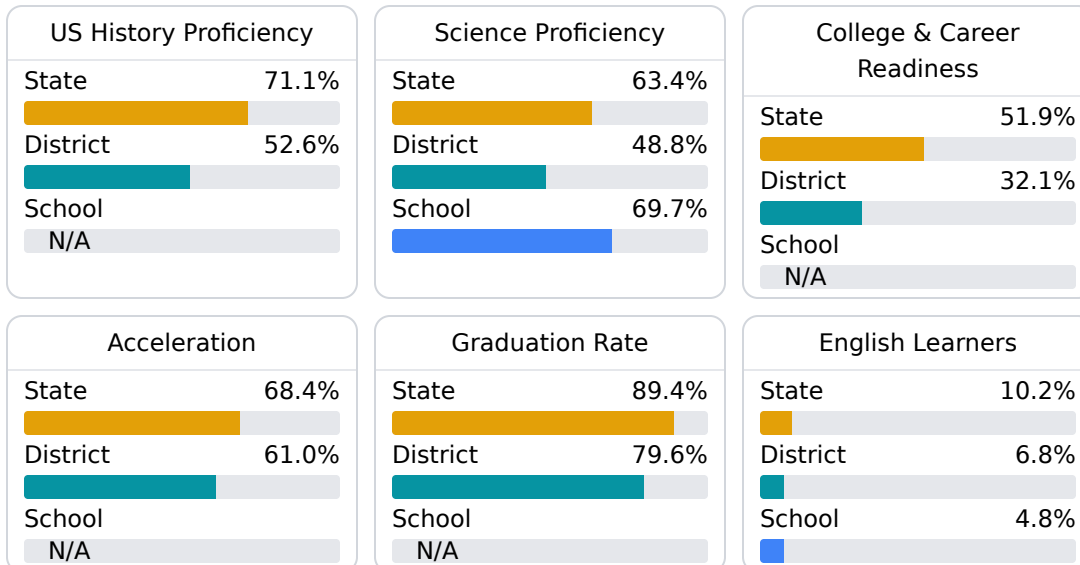 US History Proficiency
State 71.1%
District 52.6%
School
N/A
Science Proficiency
State 63.4%
District 48.8%
School 69.7%
College & Career
Readiness
State 51.9%
District 32.1%
School
N/A
Acceleration
State 68.4%
District 61.0%
School
N/A
Graduation Rate
State 89.4%
District 79.6%
School
N/A
English Learners
State 10.2%
District 6.8%
School 4.8%